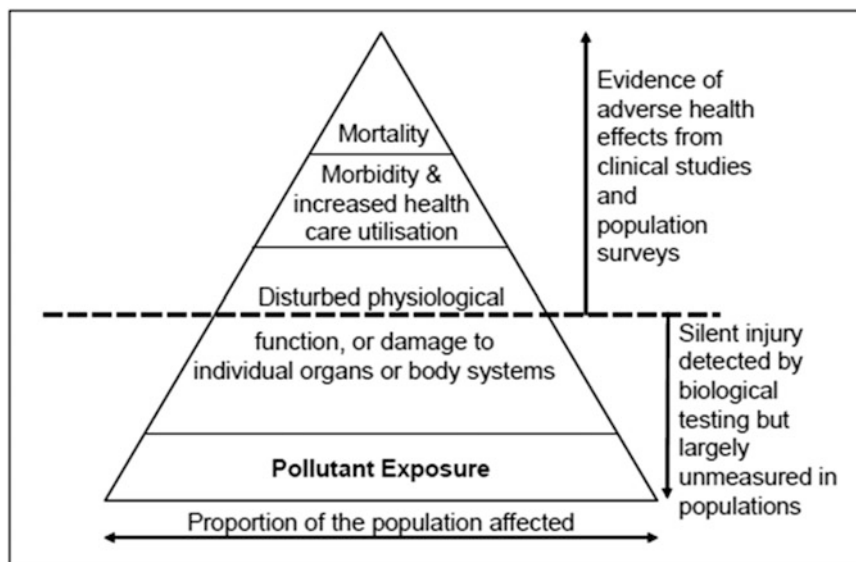 Mortality
Morbidity &
increased health
care utilisation
Disturbed physiological
function, or damage to
individual organs or body systems
Pollutant Exposure
Proportion of the population affected
Evidence of
adverse health
effects from
clinical studies
and
population
surveys
Silent injury
detected by
biological
testing but
largely
unmeasured in
populations